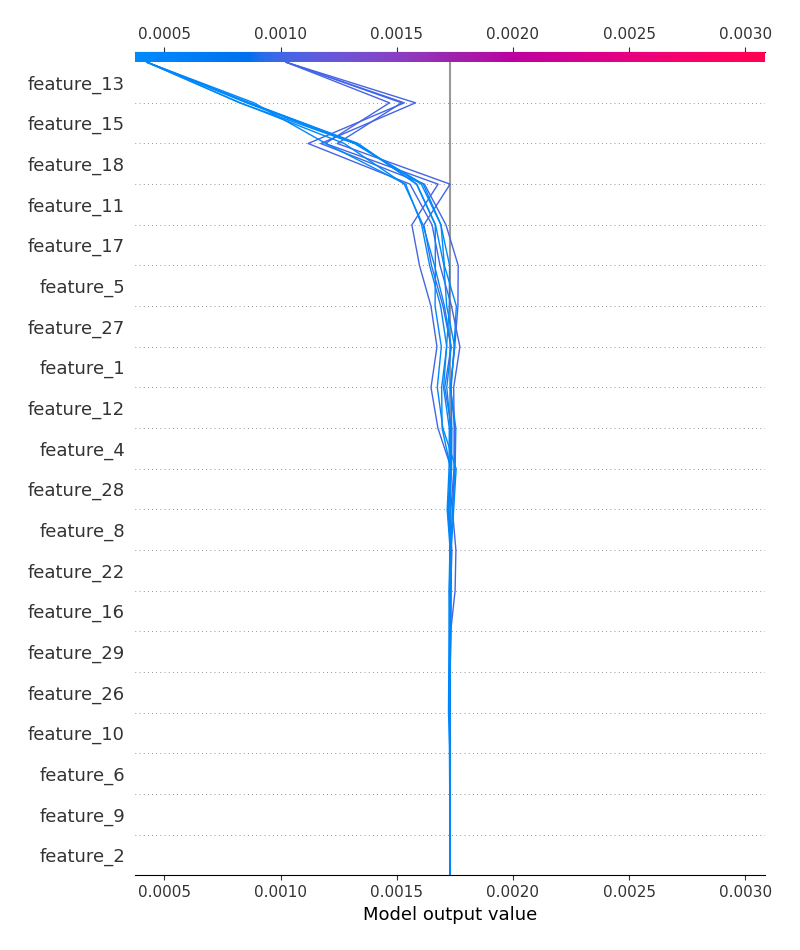 0.0005 0.0010 0.0015 0.0020 0.0025 0.0030
feature_13
feature_15
feature_18
feature_11
feature_17
feature_5
feature_27
feature_1
feature_12
feature_4
feature_28
feature_8
feature_22
feature_16
feature_29
feature_26
feature_10
feature_6
feature_9
feature_2
0.0005 0.0010 0.0015 0.0020 0.0025 0.0030
Model output value